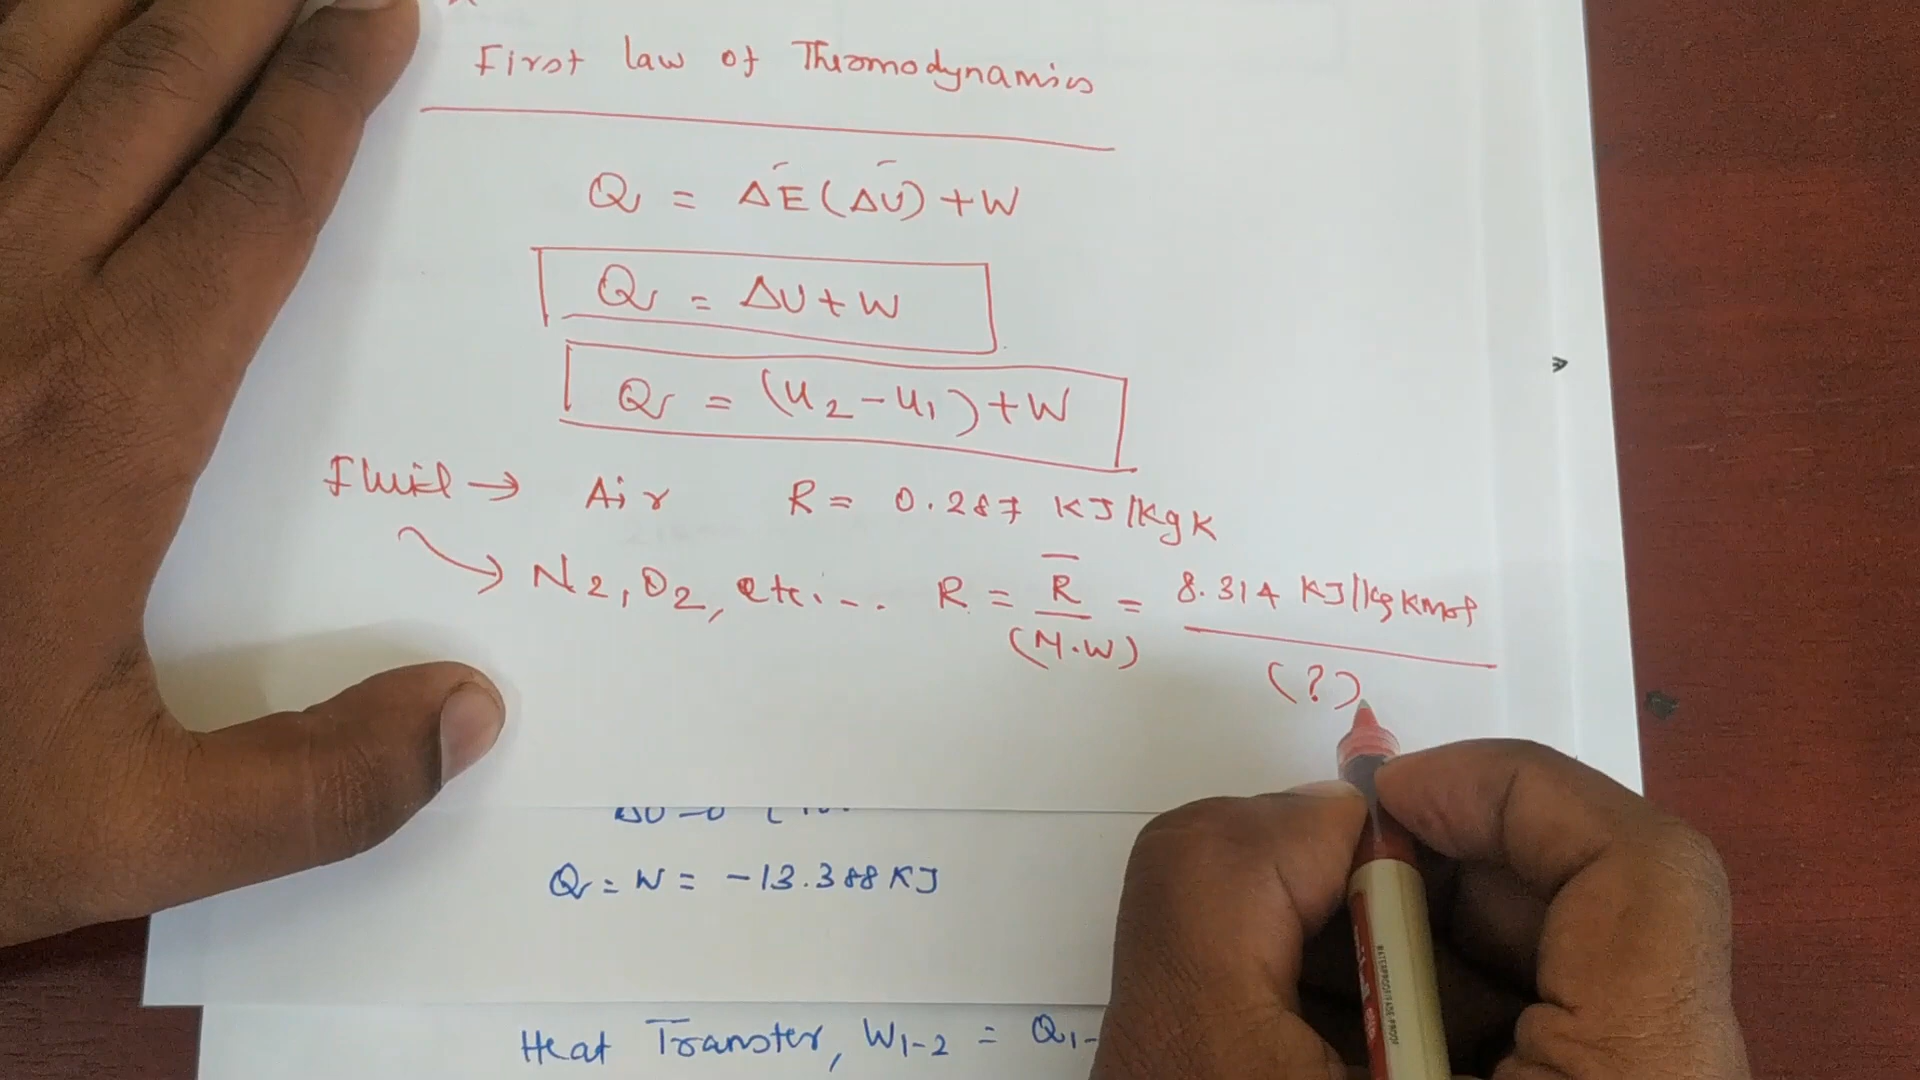 First law of Thermodynamics
Q = ΔE (ΔU) + W
Q = ΔU + W
Q = (U2 - U1) + W
Fluid → Air R = 0.287 KJ/Kg K
N2, O2, etc... R = R̅/(M.W) = 8.314 KJ/kg Kmol/(?)
Q = W = -13.388 KJ
Heat Transfer, W1-2 = Q1-